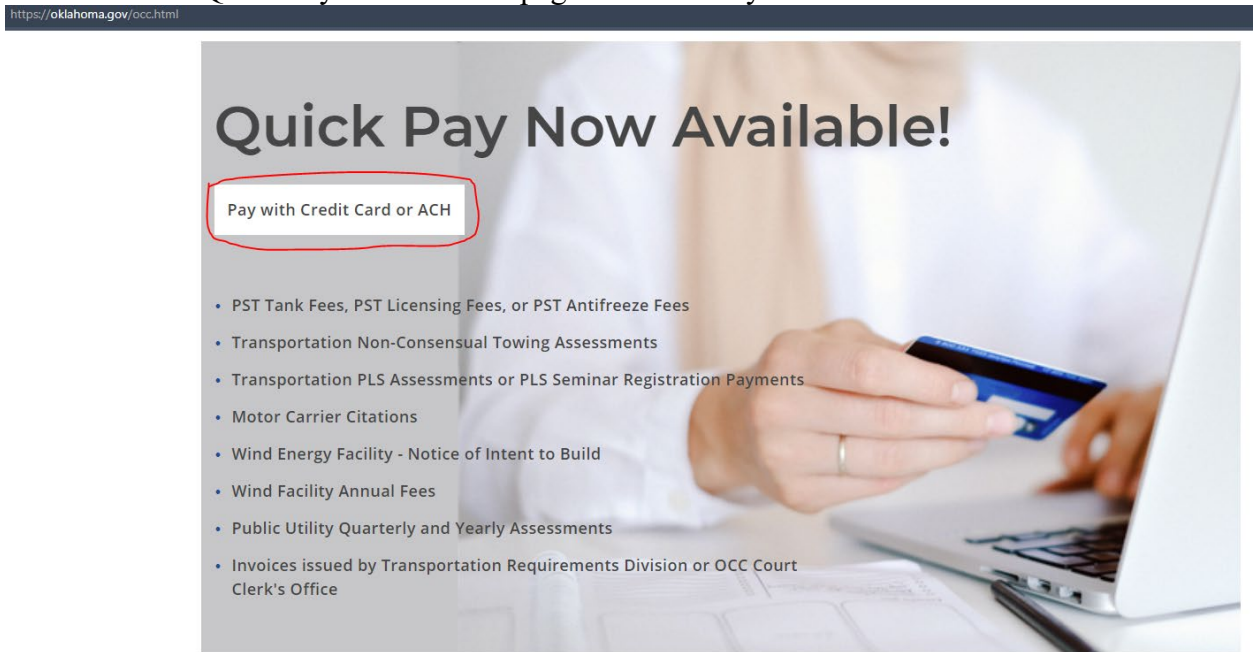 https://oklahoma.gov/occ.html
Quick Pay Now Available!
Pay with Credit Card or ACH
• PST Tank Fees, PST Licensing Fees, or PST Antifreeze Fees
• Transportation Non-Consensual Towing Assessments
• Transportation PLS Assessments or PLS Seminar Registration Payments
• Motor Carrier Citations
• Wind Energy Facility - Notice of Intent to Build
• Wind Facility Annual Fees
• Public Utility Quarterly and Yearly Assessments
• Invoices issued by Transportation Requirements Division or OCC Court
Clerk's Office